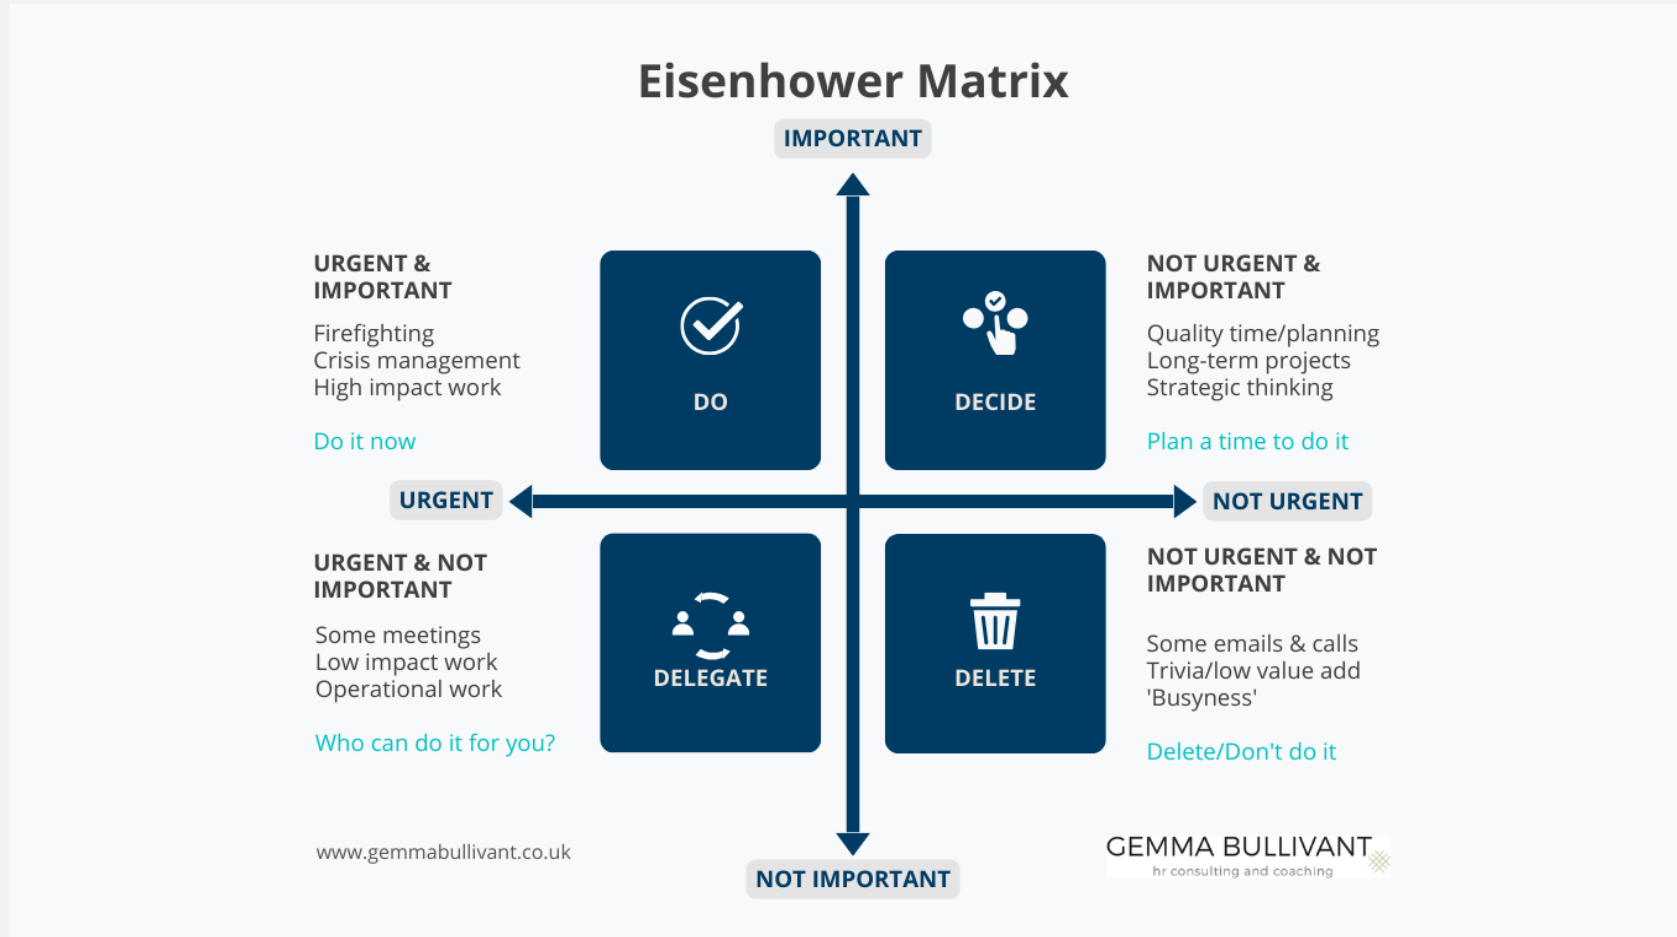 Eisenhower Matrix
IMPORTANT
URGENT &
IMPORTANT
Firefighting
Crisis management
High impact work
Do it now
DO
DECIDE
NOT URGENT &
IMPORTANT
Quality time/planning
Long-term projects
Strategic thinking
Plan a time to do it
URGENT
NOT URGENT
URGENT & NOT
IMPORTANT
Some meetings
Low impact work
Operational work
Who can do it for you?
DELEGATE
DELETE
NOT URGENT & NOT
IMPORTANT
Some emails & calls
Trivia/low value add
'Busyness'
Delete/Don't do it
www.gemmabullivant.co.uk
NOT IMPORTANT
GEMMA BULLIVANT
hr consulting and coaching